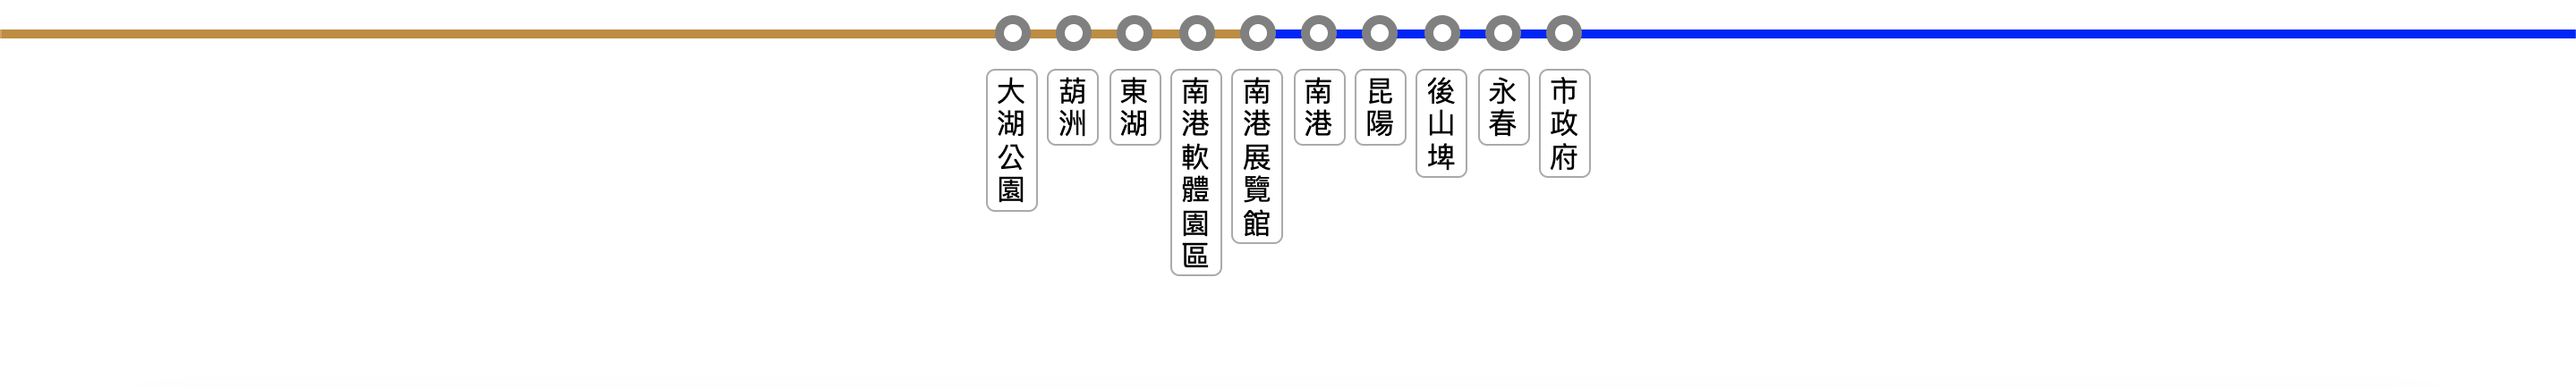 大湖公園
葫洲
東湖
南港軟體園區
南港展覽館
南港
昆陽
後山埤
永春
市政府